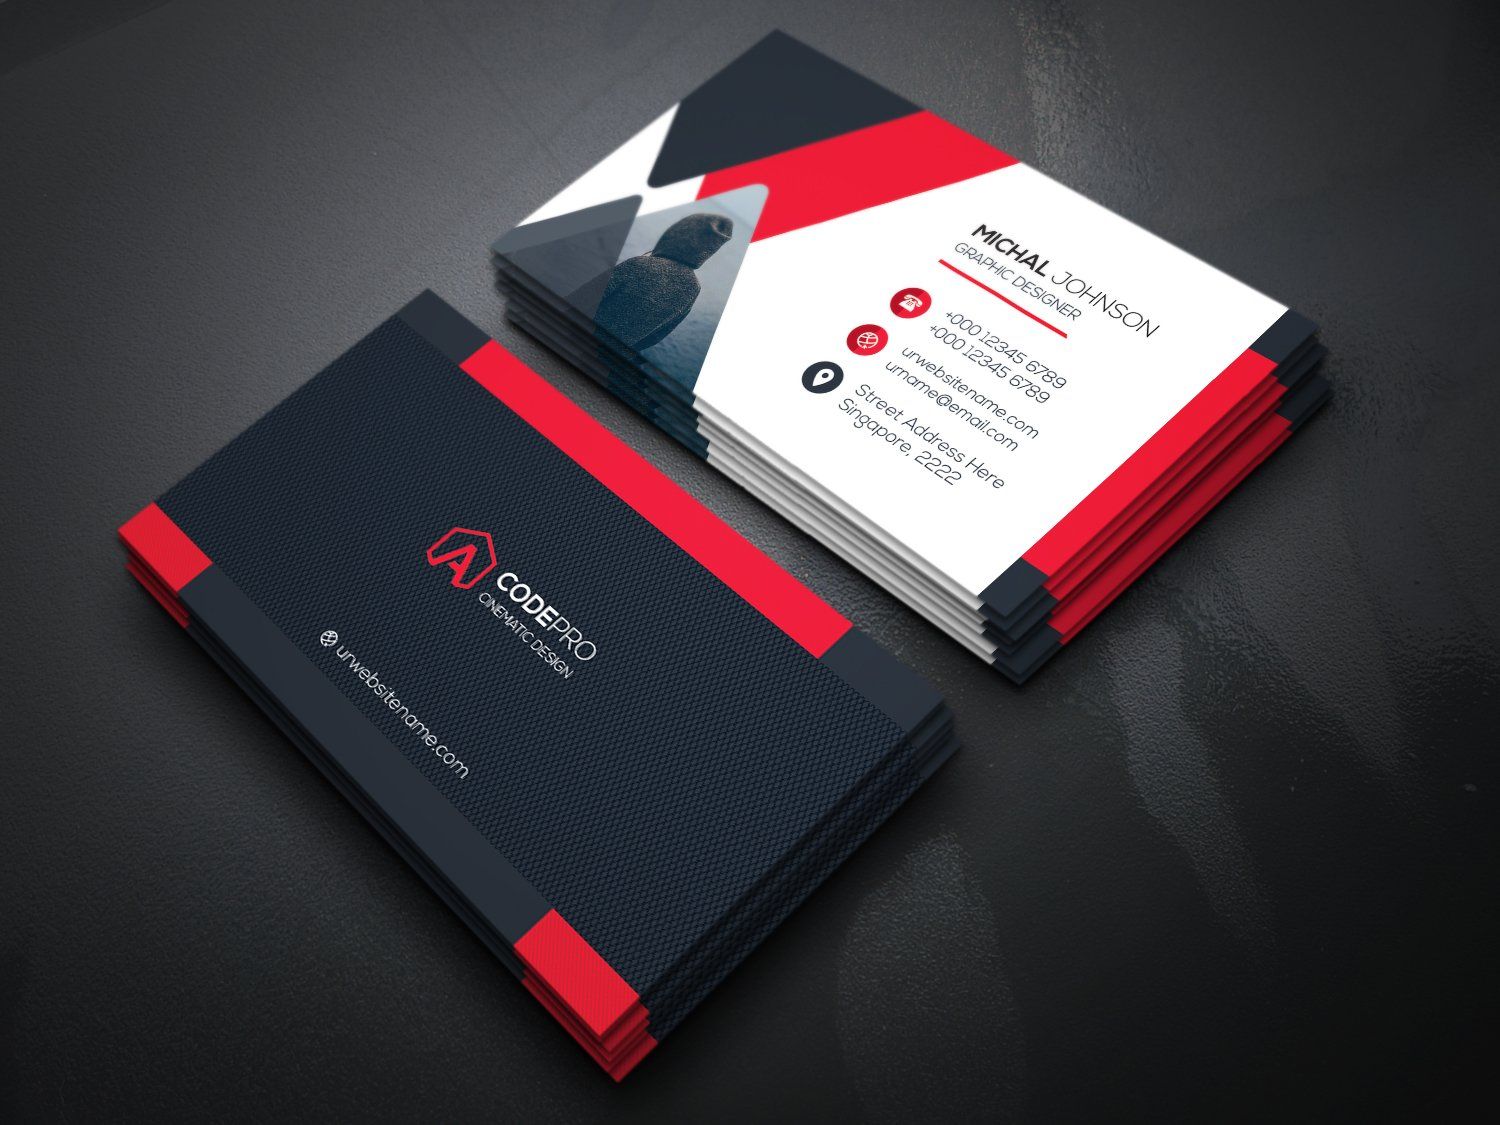 MICHAL JOHNSON
GRAPHIC DESIGNER
+000 12345 6789
+000 12345 6789
urwebsitename.com
urname@email.com
Street Address Here
Singapore, 2222
A
CODEPRO
CINEMATIC DESIGN
urwebsitename.com